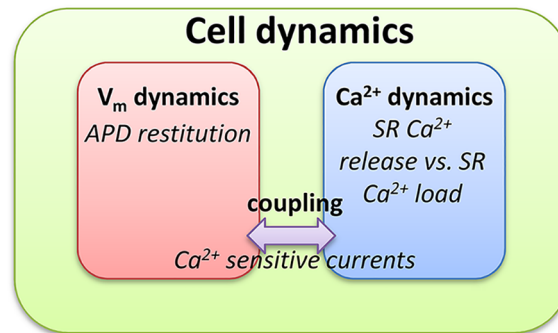 Cell dynamics
Vₘ dynamics
APD restitution
Ca²⁺ dynamics
SR Ca²⁺
release vs. SR
Ca²⁺ load
coupling
Ca²⁺ sensitive currents